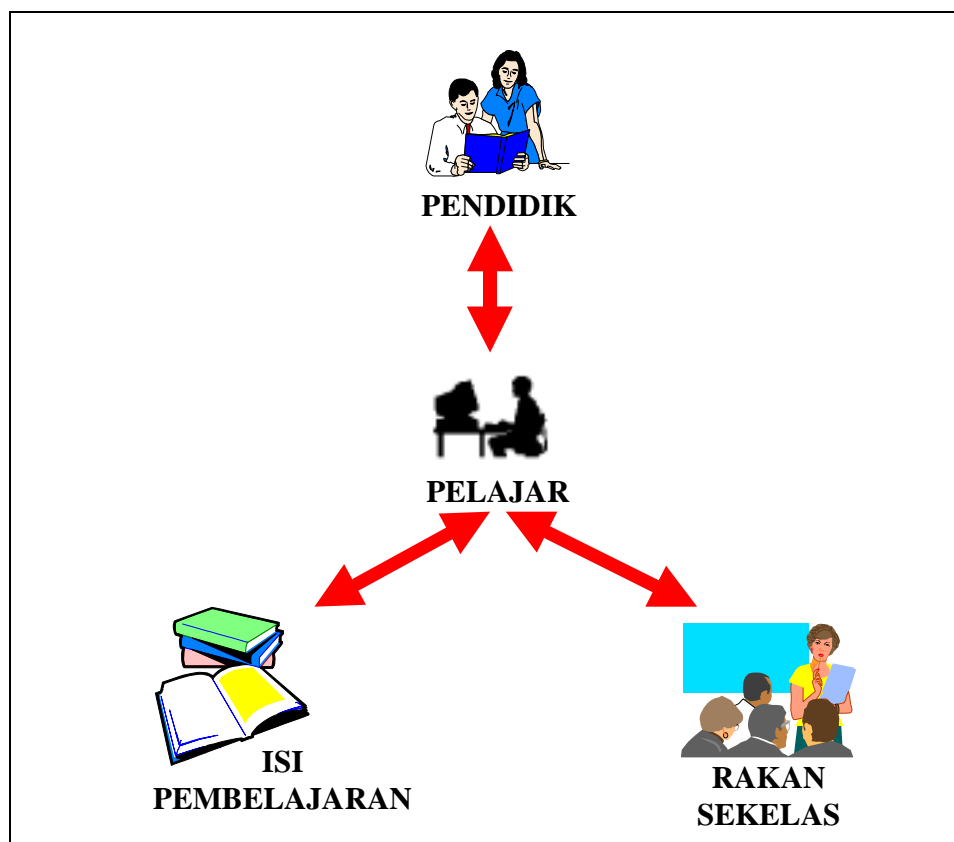 PENDIDIK
PELAJAR
ISI
PEMBELAJARAN
RAKAN
SEKELAS